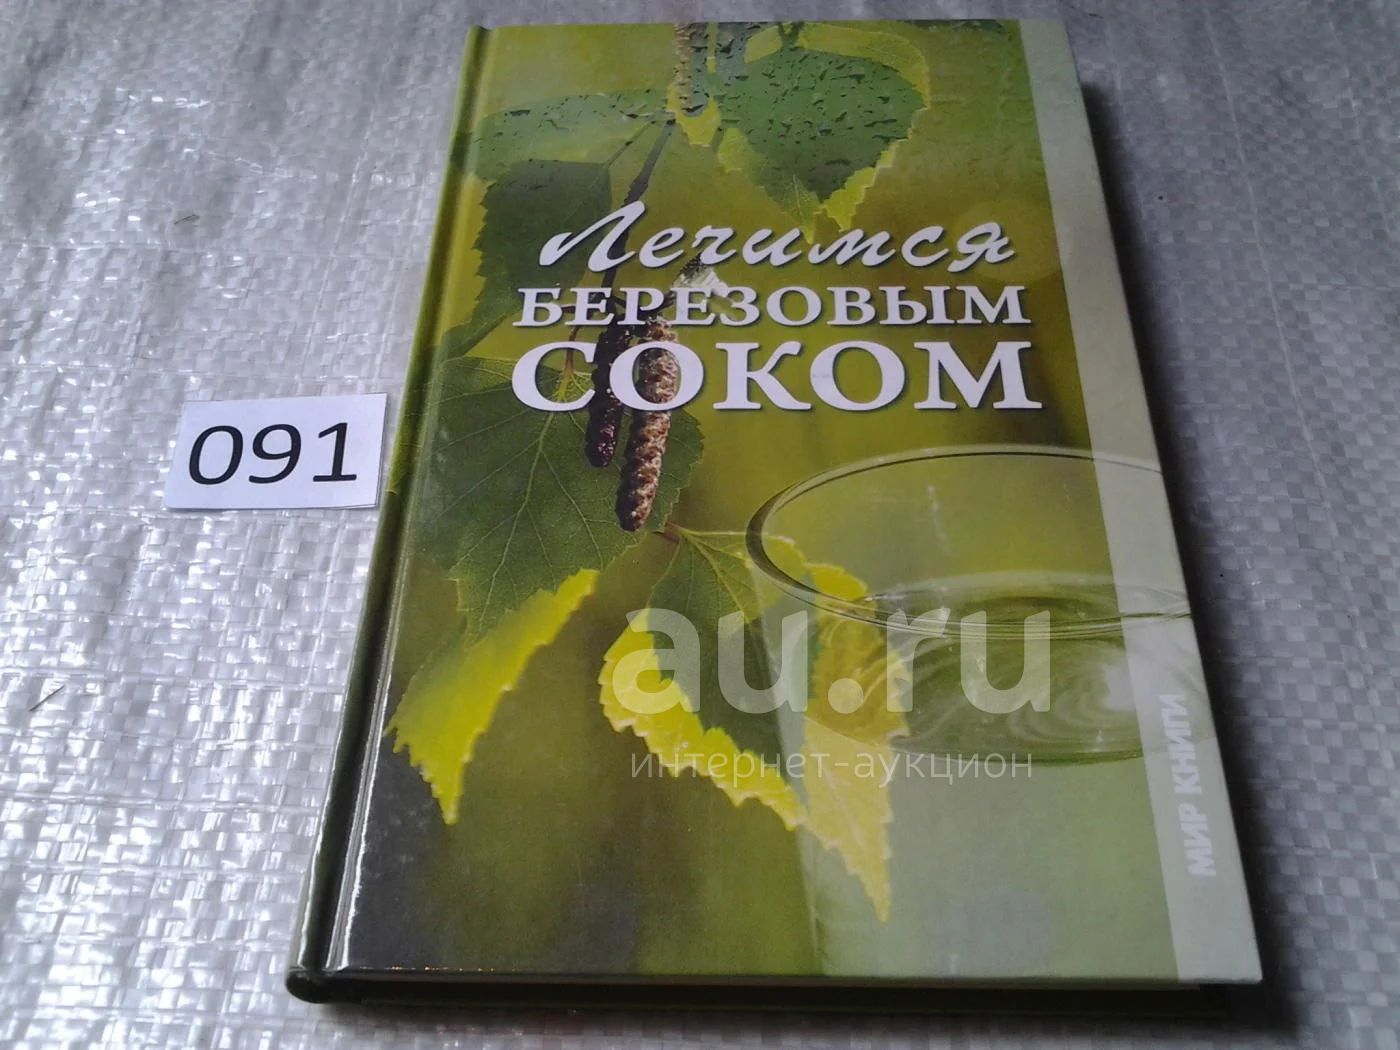 Лечимся
БЕРЕЗОВЫМ
СОКОМ
091
au.ru
интернет-аукцион
МИР КНИГИ